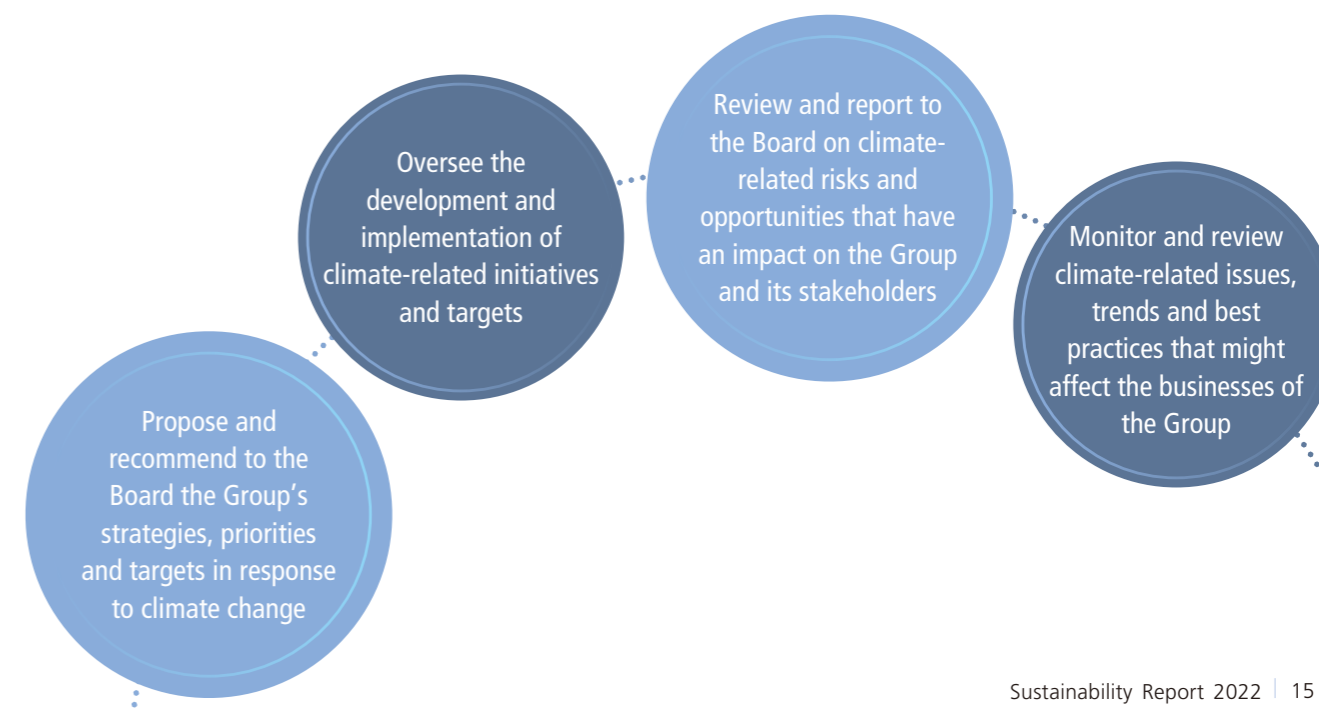 Propose and
recommend to the
Board the Group’s
strategies, priorities
and targets in response
to climate change
Oversee the
development and
implementation of
climate-related initiatives
and targets
Review and report to
the Board on climate-
related risks and
opportunities that have
an impact on the Group
and its stakeholders
Monitor and review
climate-related issues,
trends and best
practices that might
affect the businesses of
the Group
Sustainability Report 2022 | 15